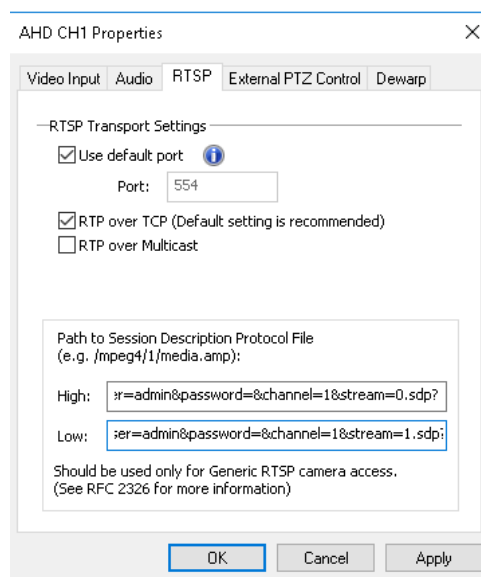 AHD CH1 Properties
Video Input Audio RTSP External PTZ Control Dewarp
RTSP Transport Settings
Use default port
Port: 554
RTP over TCP (Default setting is recommended)
RTP over Multicast
Path to Session Description Protocol File
(e.g. /mpeg4/1/media.amp):
High: er=admin&password=&channel=1&stream=0.sdp?
Low: ser=admin&password=&channel=1&stream=1.sdp?
Should be used only for Generic RTSP camera access.
(See RFC 2326 for more information)
OK Cancel Apply